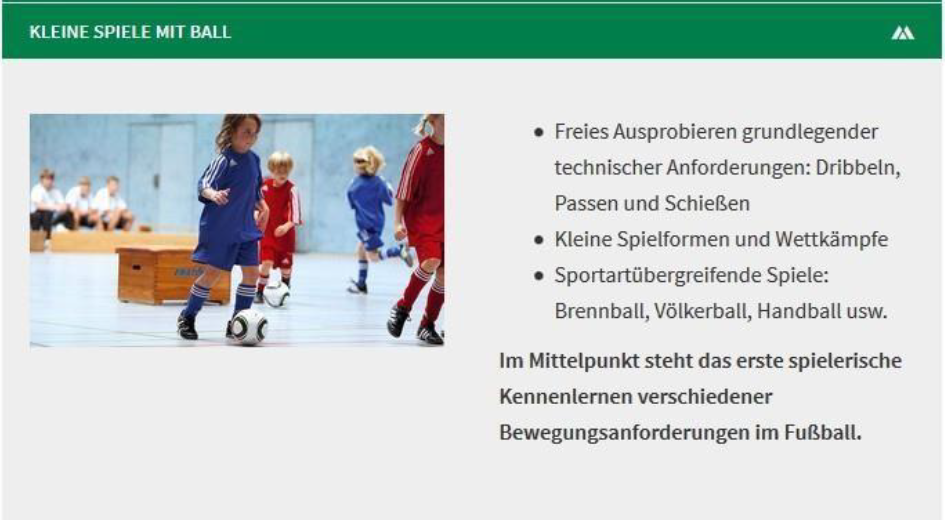 KLEINE SPIELE MIT BALL
• Freies Ausprobieren grundlegender
technischer Anforderungen: Dribbeln,
Passen und Schießen
• Kleine Spielformen und Wettkämpfe
• Sportartübergreifende Spiele:
Brennball, Völkerball, Handball usw.
Im Mittelpunkt steht das erste spielerische
Kennenlernen verschiedener
Bewegungsanforderungen im Fußball.